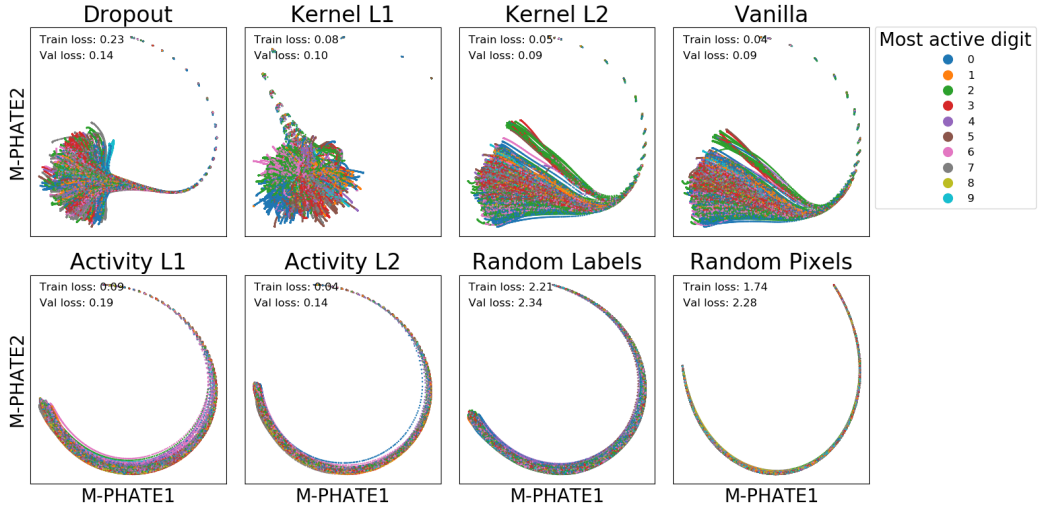 Dropout
Kernel L1
Kernel L2
Vanilla
Train loss: 0.23
Val loss: 0.14
Train loss: 0.08
Val loss: 0.10
Train loss: 0.05
Val loss: 0.09
Train loss: 0.04
Val loss: 0.09
M-PHATE2
Most active digit
0
1
2
3
4
5
6
7
8
9
Activity L1
Activity L2
Random Labels
Random Pixels
Train loss: 0.09
Val loss: 0.19
Train loss: 0.04
Val loss: 0.14
Train loss: 2.21
Val loss: 2.34
Train loss: 1.74
Val loss: 2.28
M-PHATE2
M-PHATE1
M-PHATE1
M-PHATE1
M-PHATE1